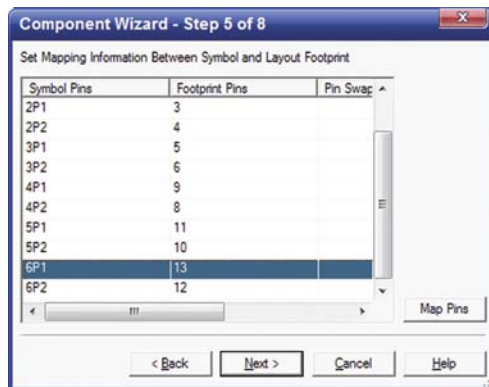 Component Wizard - Step 5 of 8
Set Mapping Information Between Symbol and Layout Footprint
Symbol Pins Footprint Pins Pin Swap
2P1 3
2P2 4
3P1 5
3P2 6
4P1 9
4P2 8
5P1 11
5P2 10
6P1 13
6P2 12
Map Pins
< Back Next > Cancel Help